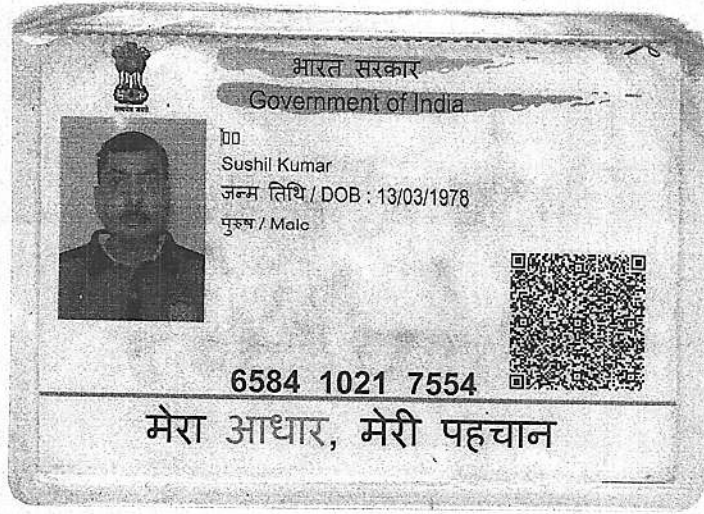 भारत सरकार
Government of India
Sushil Kumar
जन्म तिथि / DOB : 13/03/1978
पुरुष / Male
6584 1021 7554
मेरा आधार, मेरी पहचान